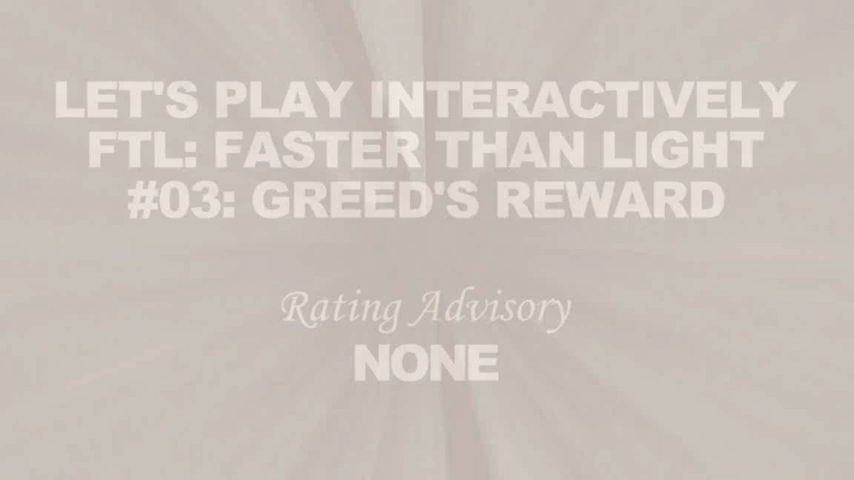 LET'S PLAY INTERACTIVELY
FTL: FASTER THAN LIGHT
#03: GREED'S REWARD
Rating Advisory
NONE